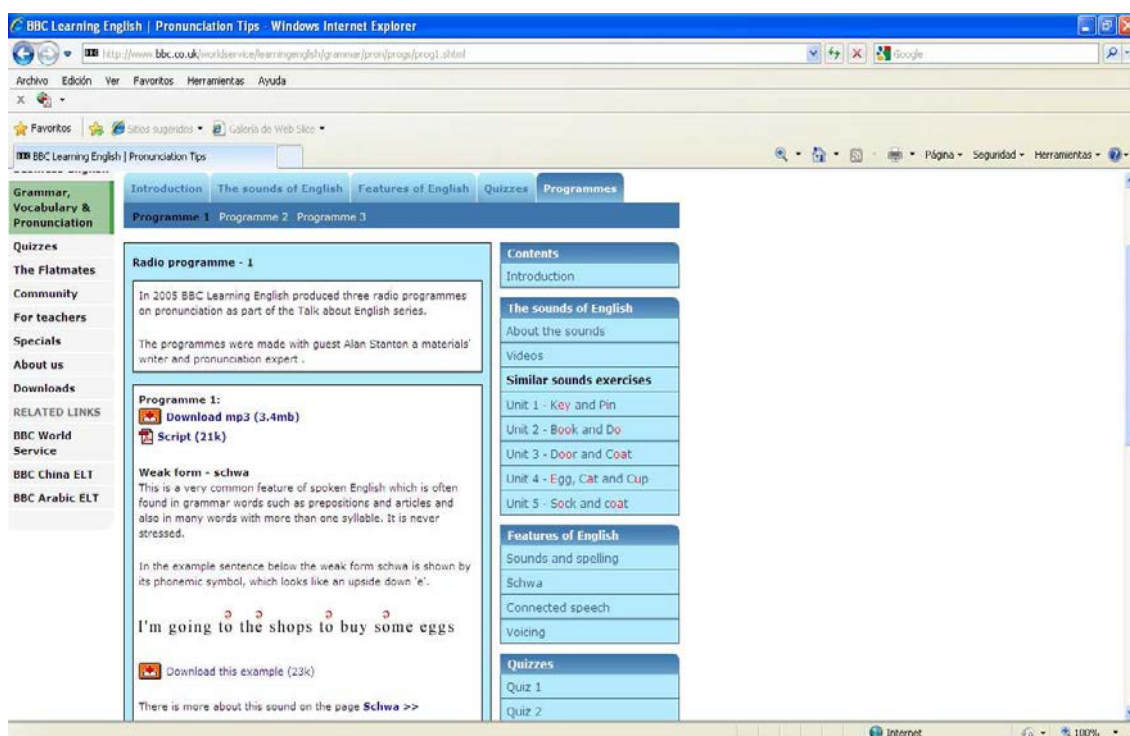 BBC Learning English | Pronunciation Tips - Windows Internet Explorer
http://www.bbc.co.uk/worldservice/learningenglish/grammar/pron/progs/prog1.shtml
Google
Archivo Edición Ver Favoritos Herramientas Ayuda
X
Favoritos Sitios sugeridos Galería de Web Slice
BBC Learning English | Pronunciation Tips
Página Seguridad Herramientas
Grammar,
Vocabulary &
Pronunciation
Quizzes
The Flatmates
Community
For teachers
Specials
About us
Downloads
RELATED LINKS
BBC World
Service
BBC China ELT
BBC Arabic ELT
Introduction The sounds of English Features of English Quizzes Programmes
Programme 1 Programme 2 Programme 3
Radio programme - 1
In 2005 BBC Learning English produced three radio programmes
on pronunciation as part of the Talk about English series.
The programmes were made with guest Alan Stanton a materials'
writer and pronunciation expert .
Programme 1:
Download mp3 (3.4mb)
Script (21k)
Weak form - schwa
This is a very common feature of spoken English which is often
found in grammar words such as prepositions and articles and
also in many words with more than one syllable. It is never
stressed.
In the example sentence below the weak form schwa is shown by
its phonemic symbol, which looks like an upside down 'e'.
ə ə ə ə
I'm going to the shops to buy some eggs
Download this example (23k)
There is more about this sound on the page Schwa >>
Contents
Introduction
The sounds of English
About the sounds
Videos
Similar sounds exercises
Unit 1 - Key and Pin
Unit 2 - Book and Do
Unit 3 - Door and Coat
Unit 4 - Egg, Cat and Cup
Unit 5 - Sock and coat
Features of English
Sounds and spelling
Schwa
Connected speech
Voicing
Quizzes
Quiz 1
Quiz 2
Internet 100%